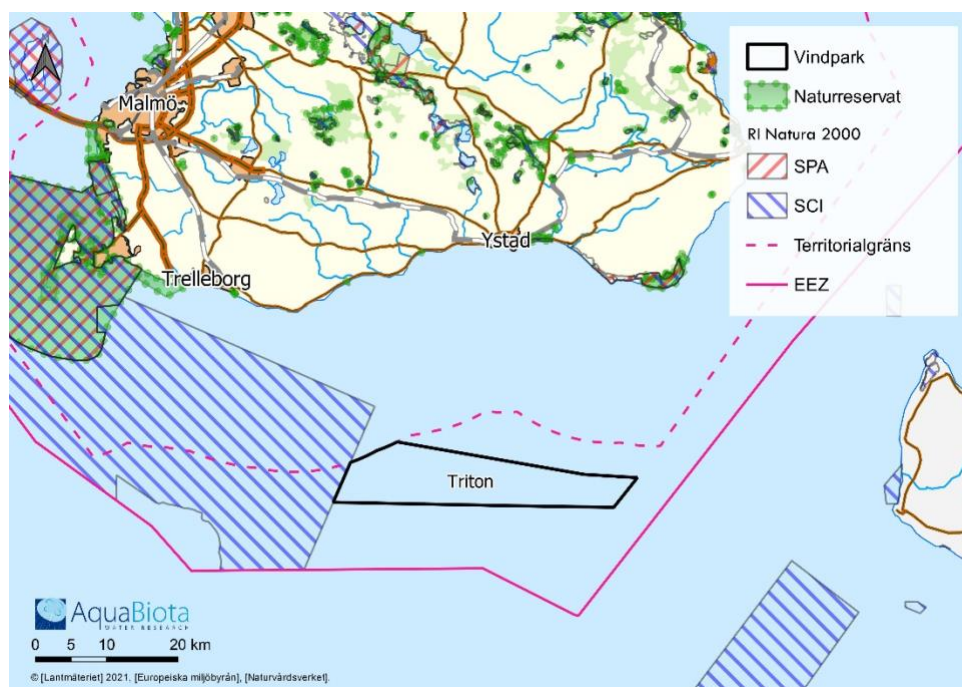 Malmö
Trelleborg
Ystad
Triton
Vindpark
Naturreservat
RI Natura 2000
SPA
SCI
Territorialgräns
EEZ
AquaBiota
WATER RESEARCH
0 5 10 20 km
© [Lantmäteriet] 2021, [Europeiska miljöbyrån], [Naturvårdsverket].